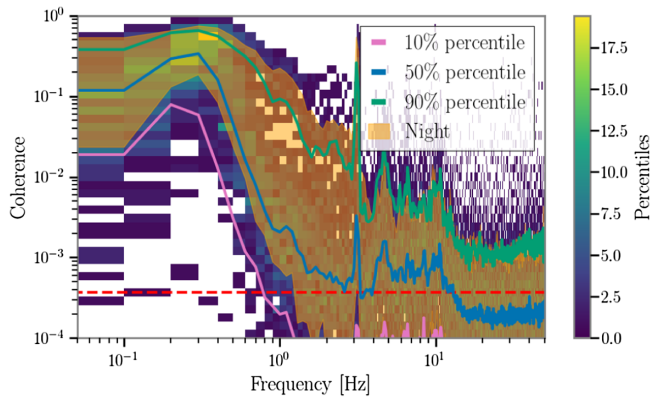 10% percentile
50% percentile
90% percentile
Night
Coherence
10⁰
10⁻¹
10⁻²
10⁻³
10⁻⁴
10⁻¹
10⁰
10¹
Frequency [Hz]
17.5
15.0
12.5
10.0
7.5
5.0
2.5
0.0
Percentiles